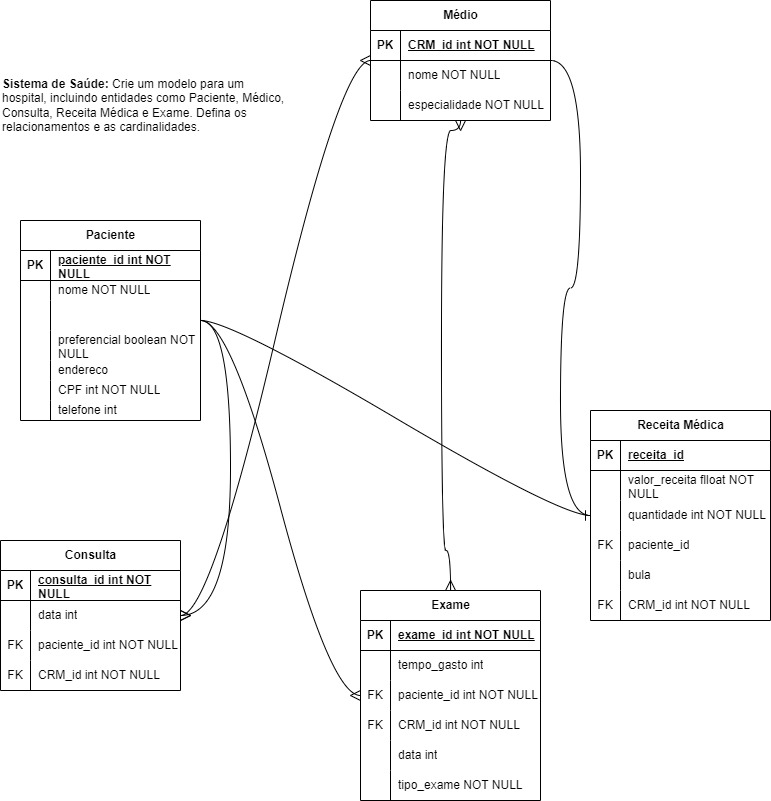 Médio
PK CRM_id int NOT NULL
nome NOT NULL
especialidade NOT NULL
Sistema de Saúde: Crie um modelo para um
hospital, incluindo entidades como Paciente, Médico,
Consulta, Receita Médica e Exame. Defina os
relacionamentos e as cardinalidades.
Paciente
PK paciente_id int NOT
NULL
nome NOT NULL
preferencial boolean NOT
NULL
endereco
CPF int NOT NULL
telefone int
Receita Médica
PK receita_id
valor_receita flloat NOT
NULL
quantidade int NOT NULL
FK paciente_id
bula
FK CRM_id int NOT NULL
Consulta
PK consulta_id int NOT
NULL
data int
FK paciente_id int NOT NULL
FK CRM_id int NOT NULL
Exame
PK exame_id int NOT NULL
tempo_gasto int
FK paciente_id int NOT NULL
FK CRM_id int NOT NULL
data int
tipo_exame NOT NULL